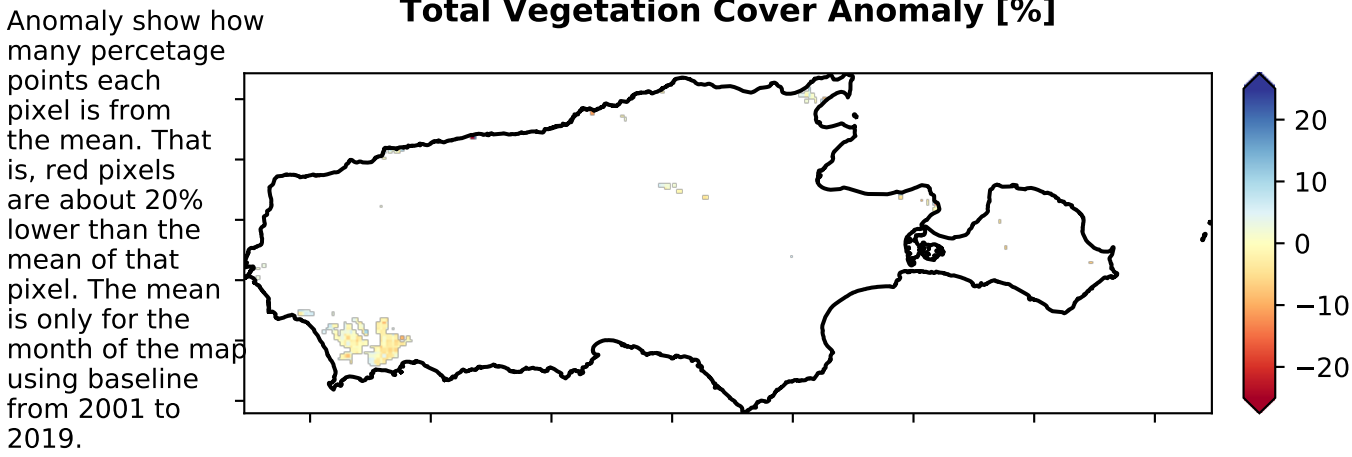 Total Vegetation Cover Anomaly [%]
Anomaly show how
many percetage
points each
pixel is from
the mean. That
is, red pixels
are about 20%
lower than the
mean of that
pixel. The mean
is only for the
month of the map
using baseline
from 2001 to
2019.
20
10
0
−10
−20